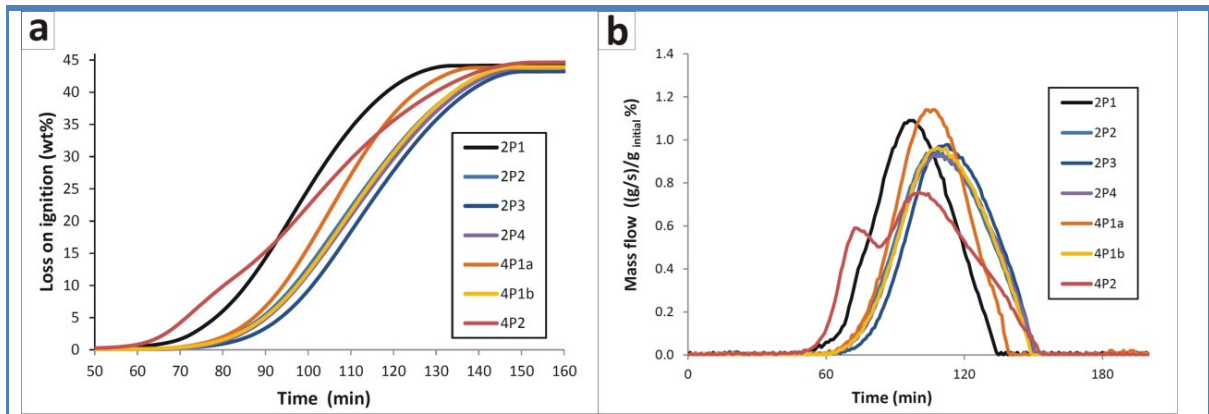 a
Loss on ignition (wt%)
45
40
35
30
25
20
15
10
5
0
50 60 70 80 90 100 110 120 130 140 150 160
Time (min)
2P1
2P2
2P3
2P4
4P1a
4P1b
4P2
b
Mass flow ((g/s)/g initial %)
1.4
1.2
1.0
0.8
0.6
0.4
0.2
0.0
0 60 120 180
Time (min)
2P1
2P2
2P3
2P4
4P1a
4P1b
4P2